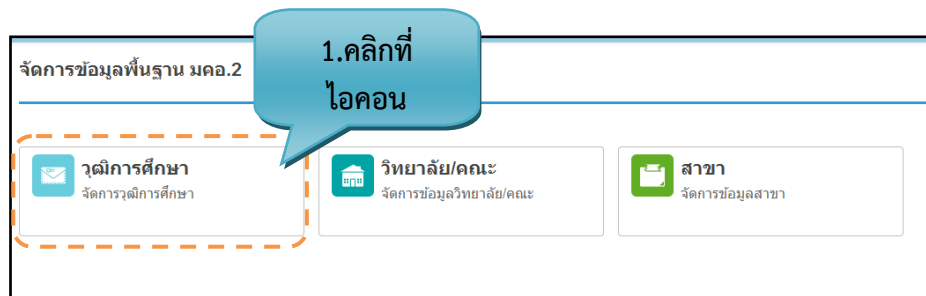 1.คลิกที่
ไอคอน
จัดการข้อมูลพื้นฐาน มคอ.2
วุฒิการศึกษา
จัดการวุฒิการศึกษา
วิทยาลัย/คณะ
จัดการข้อมูลวิทยาลัย/คณะ
สาขา
จัดการข้อมูลสาขา